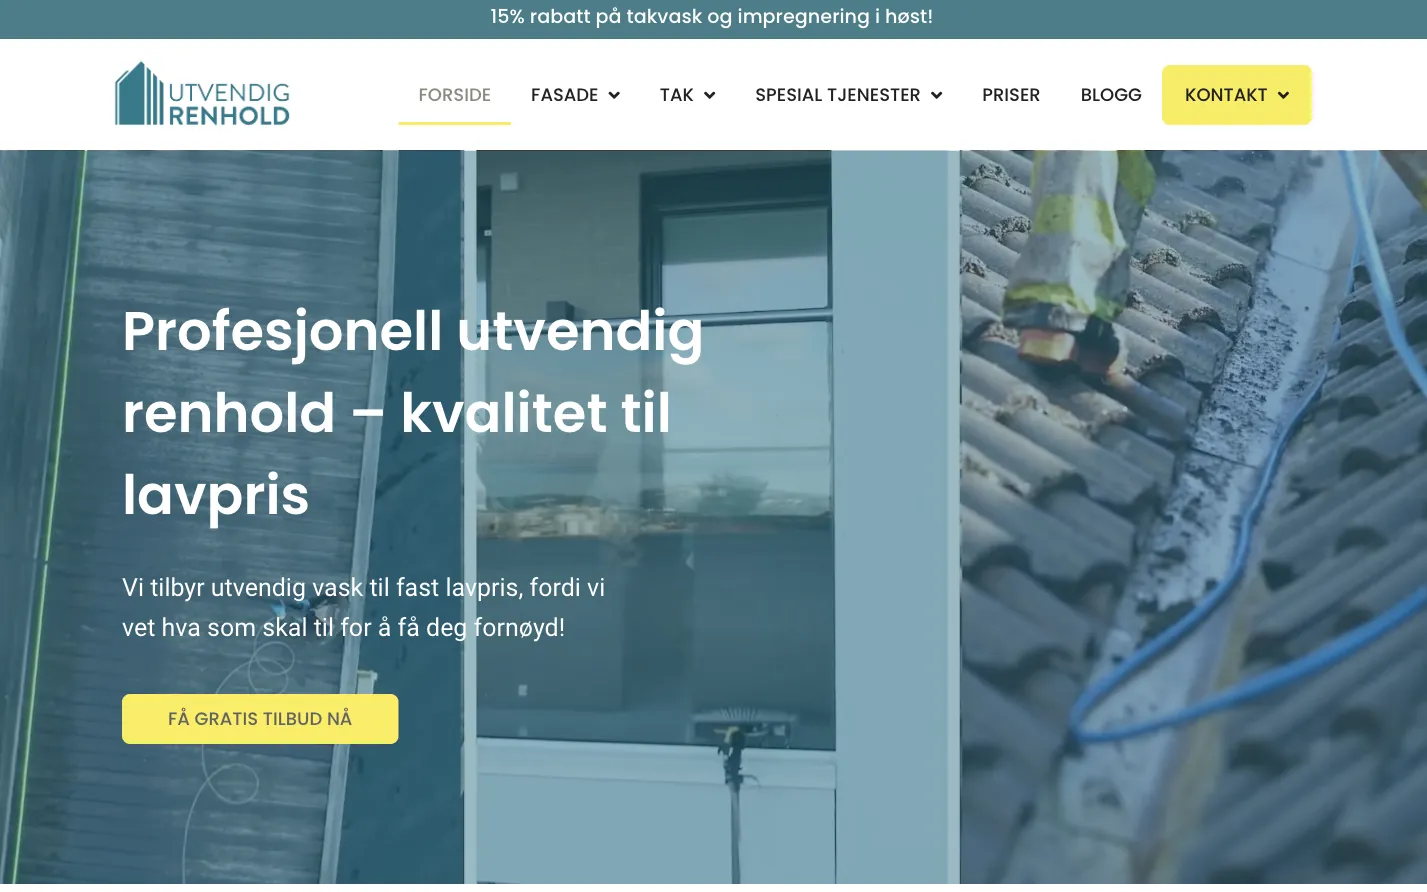 15% rabatt på takvask og impregnering i høst!
UTVENDIG
RENHOLD
FORSIDE
FASADE
TAK
SPESIAL TJENESTER
PRISER
BLOGG
KONTAKT
Profesjonell utvendig
renhold – kvalitet til
lavpris
Vi tilbyr utvendig vask til fast lavpris, fordi vi
vet hva som skal til for å få deg fornøyd!
FÅ GRATIS TILBUD NÅ